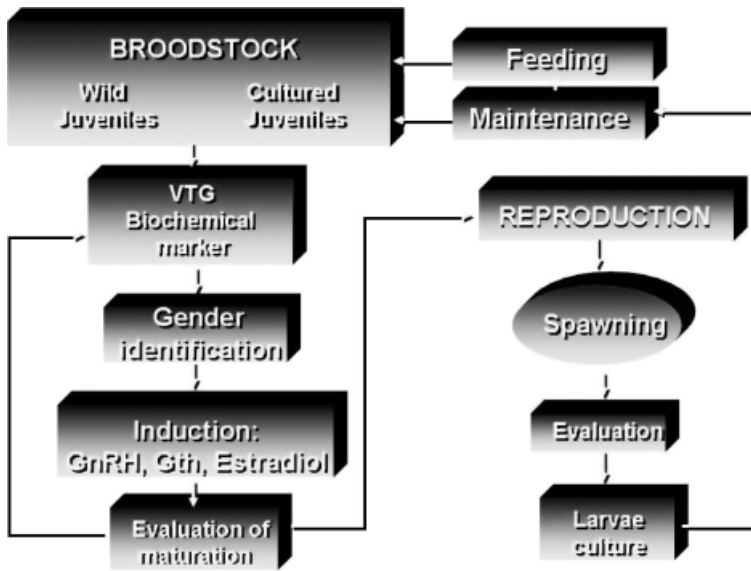 BROODSTOCK
Wild
Juveniles
Cultured
Juveniles
Feeding
Maintenance
VTG
Biochemical
marker
Gender
identification
Induction:
GnRH, Gth, Estradiol
Evaluation of
maturation
REPRODUCTION
Spawning
Evaluation
Larvae
culture